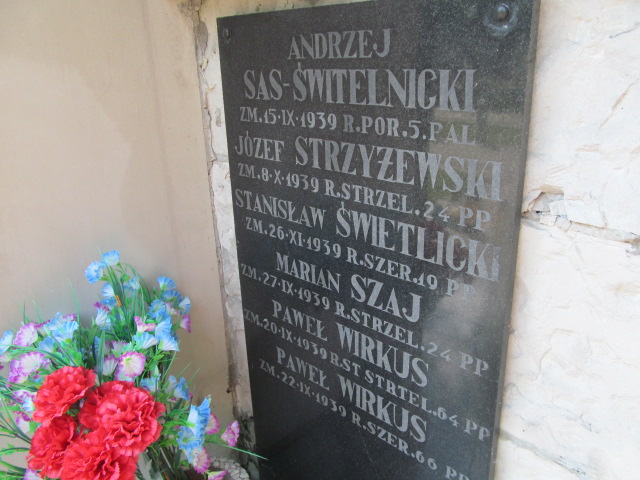 ANDRZEJ
SAS-ŚWITELNICKI
ZM.15·IX·1939 R.POR.5.PAL
JÓZEF STRZYŻEWSKI
ZM.8·X·1939 R.STRZEL.24 PP
STANISŁAW ŚWIETLICKI
ZM.26·XI·1939 R.SZER.10 PP
MARIAN SZAJ
ZM.27·IX·1939 R.STRZEL.24 PP
PAWEŁ WIRKUS
ZM.20·IX·1939 R.ST STRTEL.64 PP
PAWEŁ WIRKUS
ZM.22·IX·1939 R.SZER.66 PP